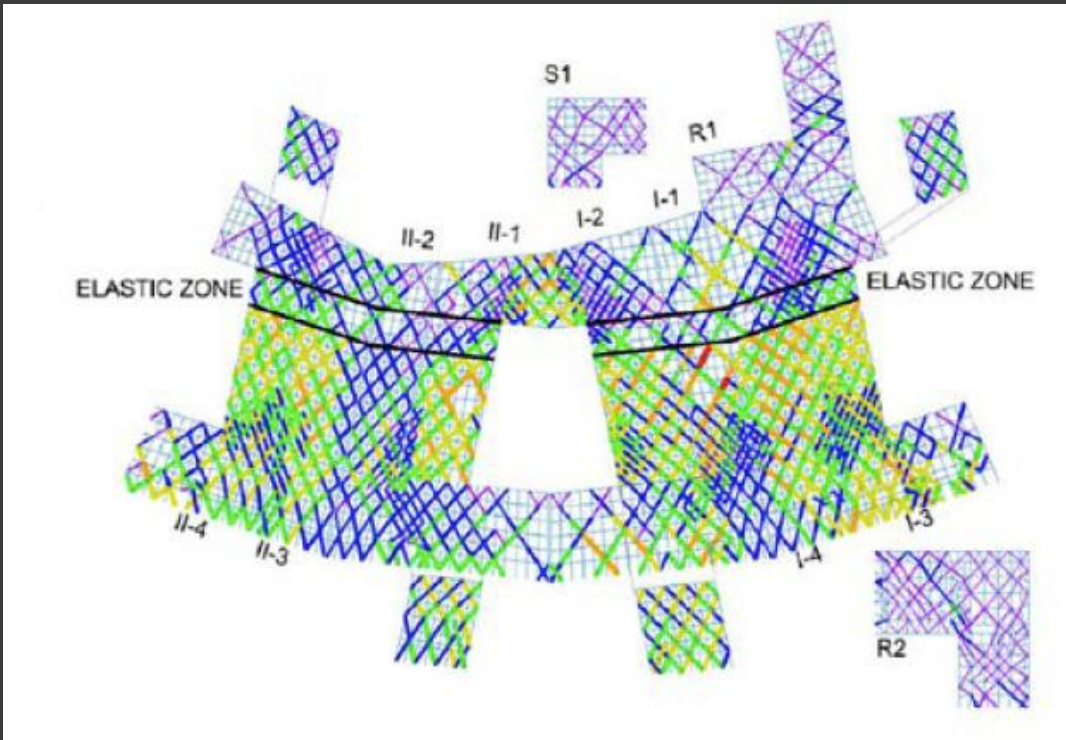 S1
R1
I-1
I-2
II-1
II-2
ELASTIC ZONE
ELASTIC ZONE
II-4
II-3
I-4
I-3
R2